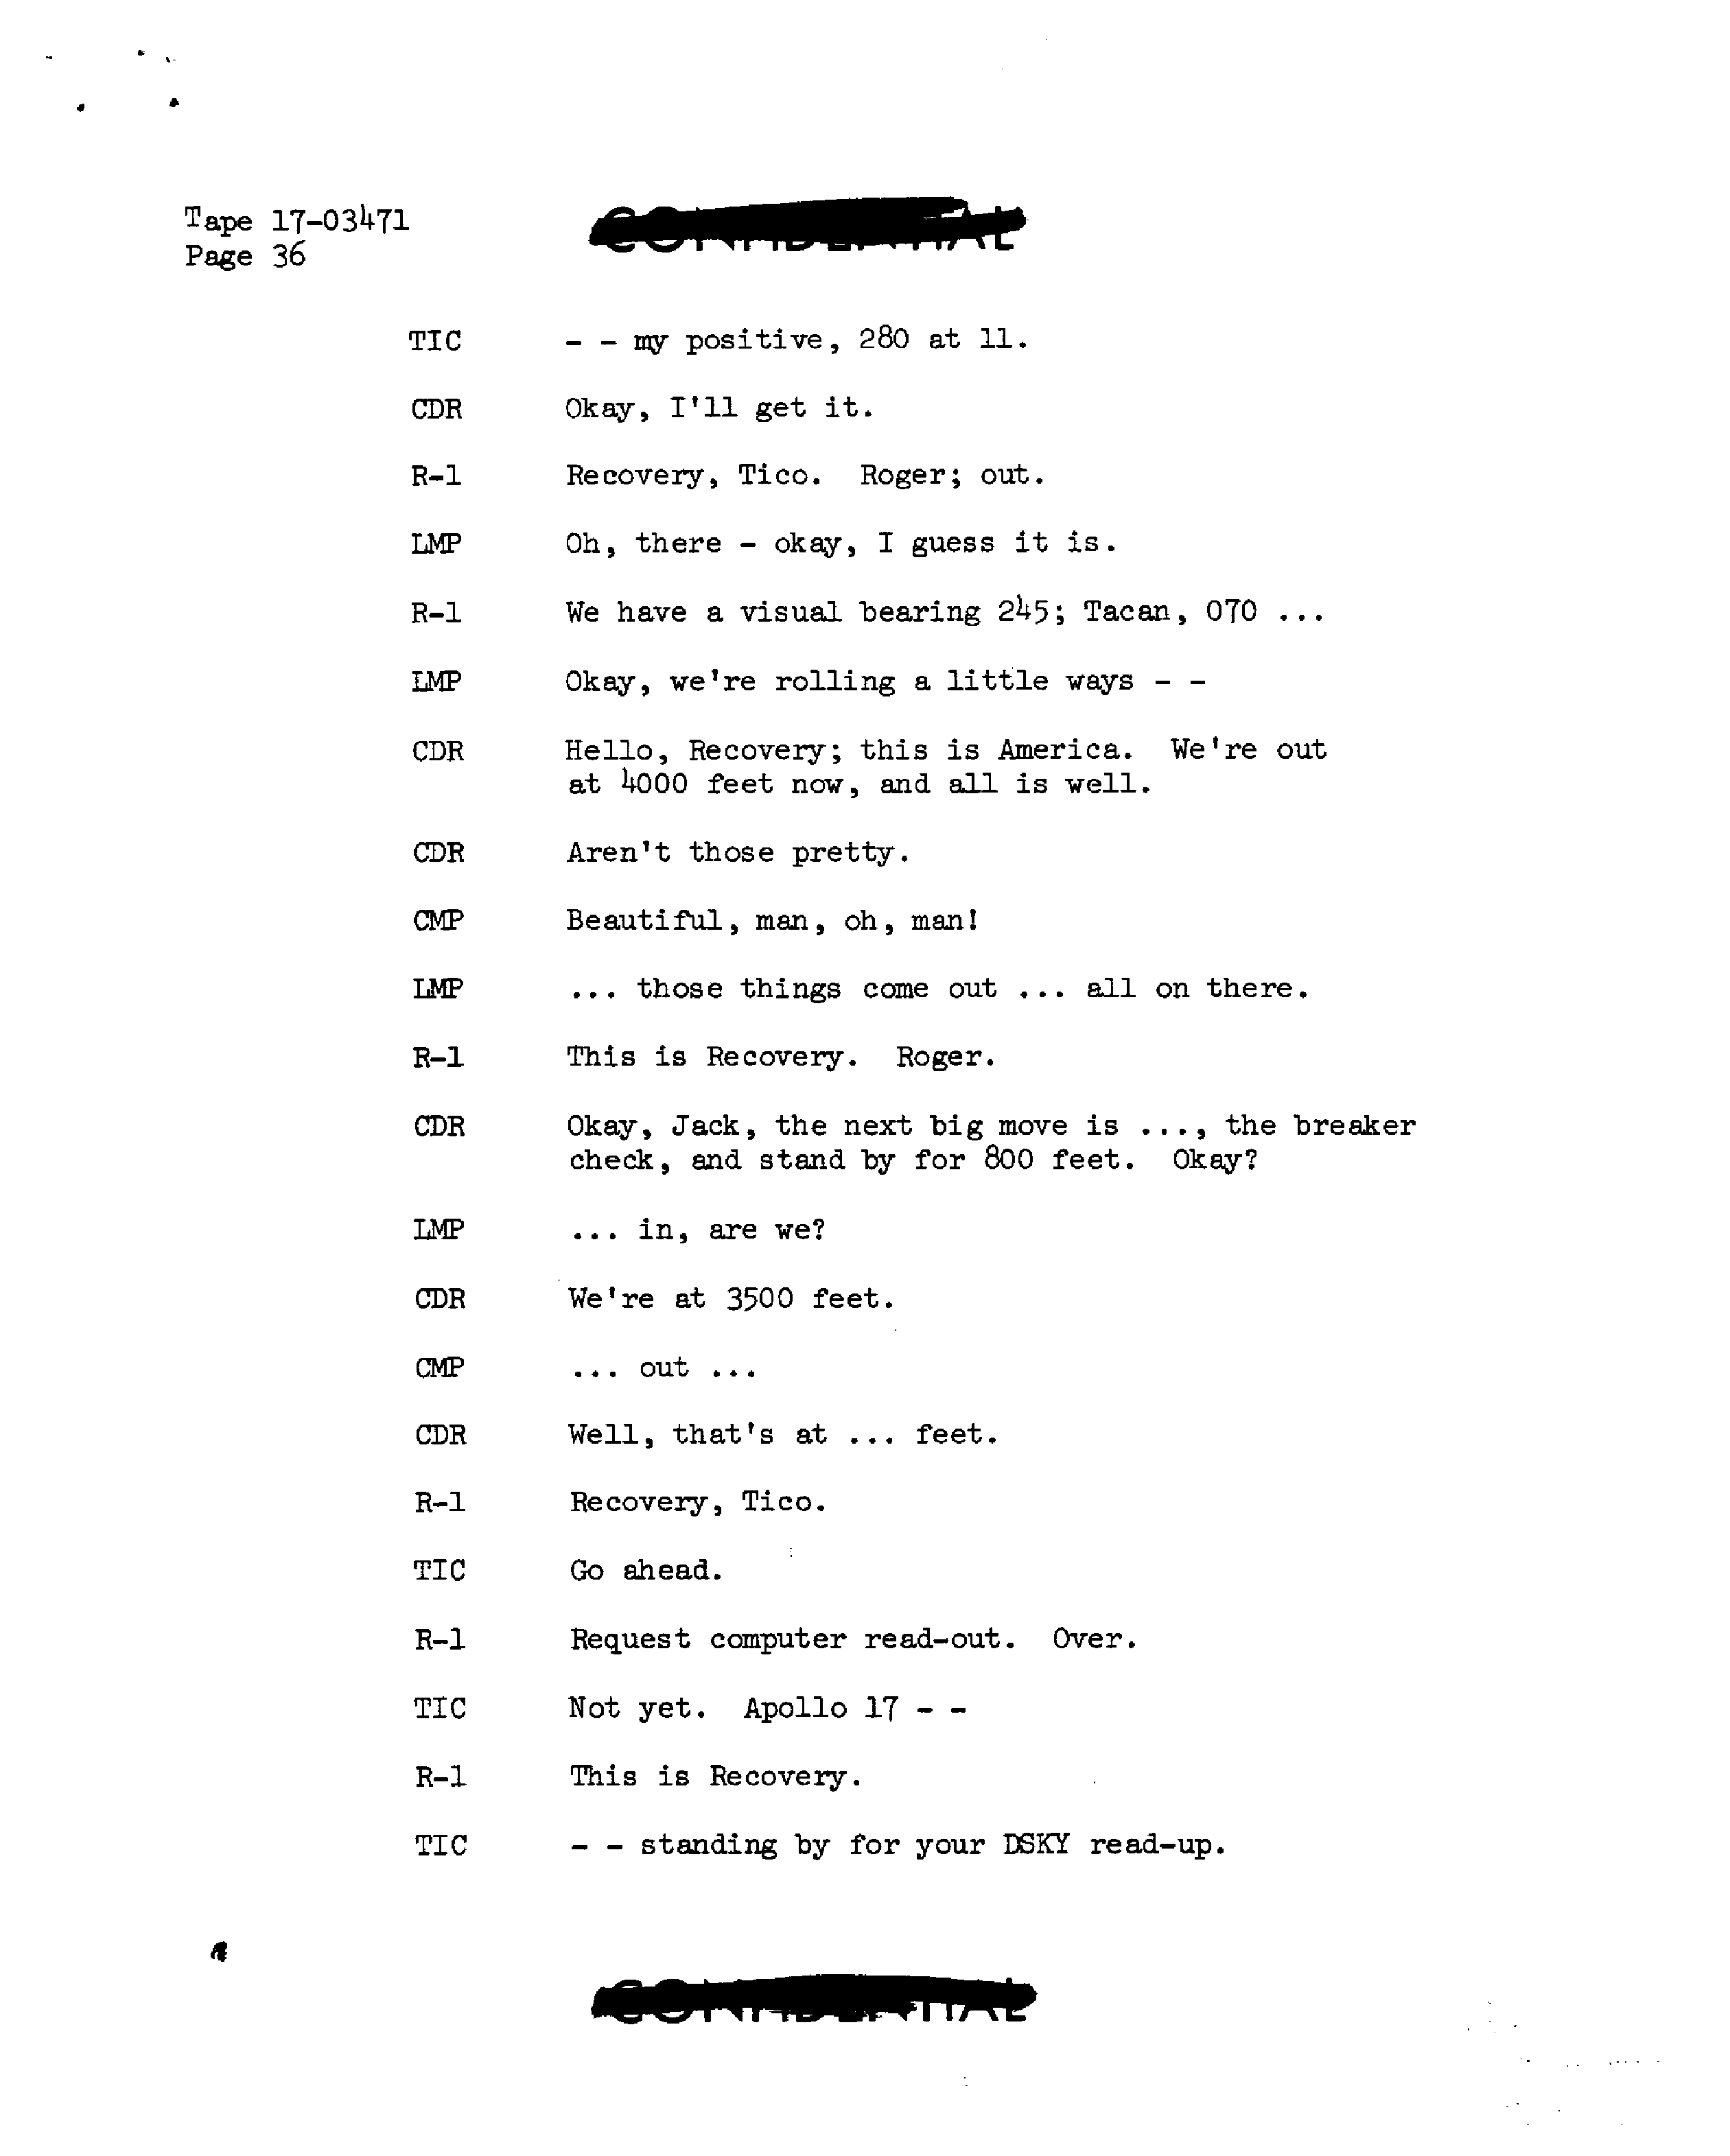 Tape 17-03471
Page 36
CONFIDENTIAL
TIC - - my positive, 280 at 11.
CDR Okay, I'll get it.
R-1 Recovery, Tico. Roger; out.
LMP Oh, there - okay, I guess it is.
R-1 We have a visual bearing 245; Tacan, 070 ...
LMP Okay, we're rolling a little ways - -
CDR Hello, Recovery; this is America. We're out
at 4000 feet now, and all is well.
CDR Aren't those pretty.
CMP Beautiful, man, oh, man!
LMP ... those things come out ... all on there.
R-1 This is Recovery. Roger.
CDR Okay, Jack, the next big move is ..., the breaker
check, and stand by for 800 feet. Okay?
LMP ... in, are we?
CDR We're at 3500 feet.
CMP ... out ...
CDR Well, that's at ... feet.
R-1 Recovery, Tico.
TIC Go ahead.
R-1 Request computer read-out. Over.
TIC Not yet. Apollo 17 - -
R-1 This is Recovery.
TIC - - standing by for your DSKY read-up.
CONFIDENTIAL